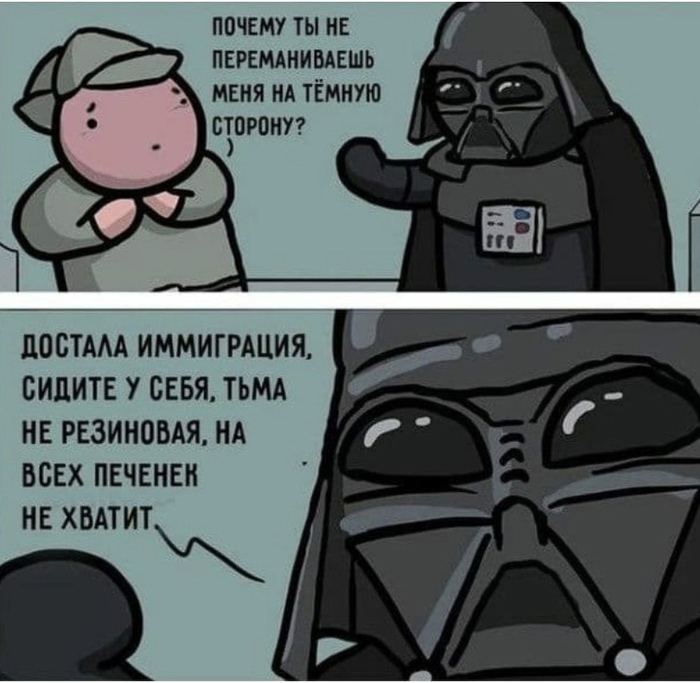 ПОЧЕМУ ТЫ НЕ
ПЕРЕМАНИВАЕШЬ
МЕНЯ НА ТЁМНУЮ
СТОРОНУ?
ДОСТАЛА ИММИГРАЦИЯ,
СИДИТЕ У СЕБЯ, ТЬМА
НЕ РЕЗИНОВАЯ, НА
ВСЕХ ПЕЧЕНЕК
НЕ ХВАТИТ